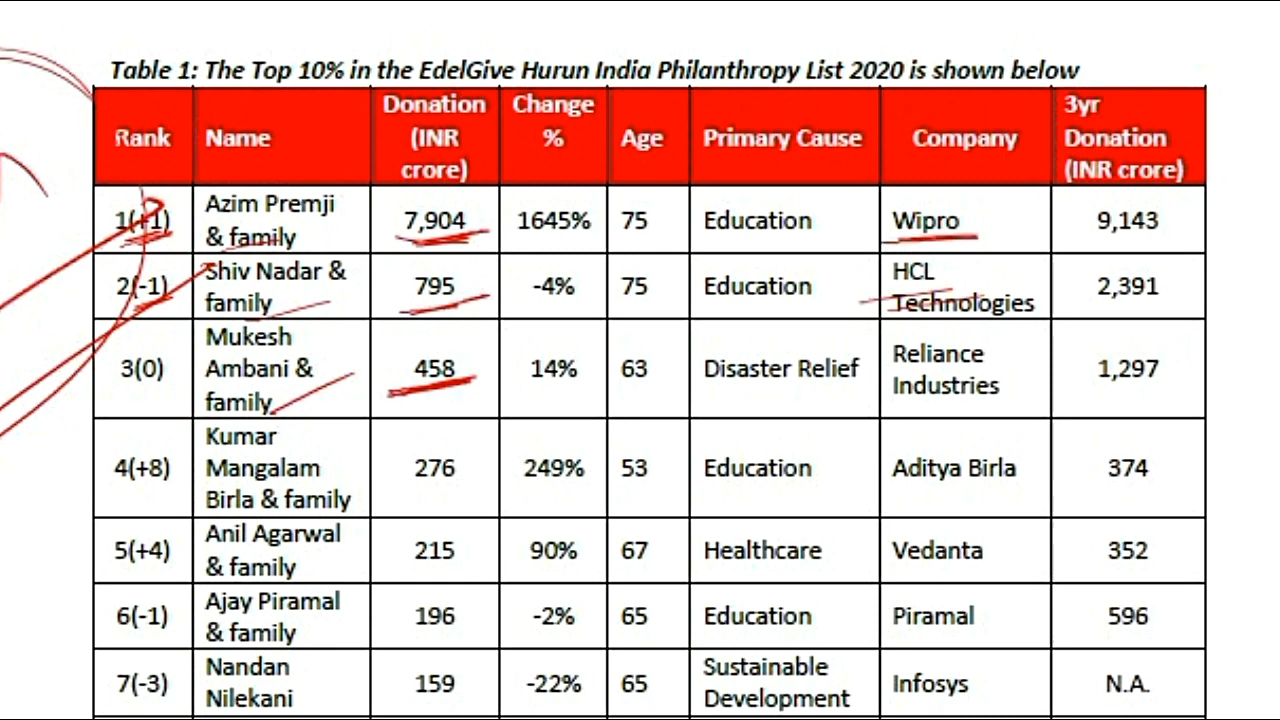 Table 1: The Top 10% in the EdelGive Hurun India Philanthropy List 2020 is shown below
Rank Name Donation (INR crore) Change % Age Primary Cause Company 3yr Donation (INR crore)
1(+1) Azim Premji & family 7,904 1645% 75 Education Wipro 9,143
2(-1) Shiv Nadar & family 795 -4% 75 Education HCL Technologies 2,391
3(0) Mukesh Ambani & family 458 14% 63 Disaster Relief Reliance Industries 1,297
4(+8) Kumar Mangalam Birla & family 276 249% 53 Education Aditya Birla 374
5(+4) Anil Agarwal & family 215 90% 67 Healthcare Vedanta 352
6(-1) Ajay Piramal & family 196 -2% 65 Education Piramal 596
7(-3) Nandan Nilekani 159 -22% 65 Sustainable Development Infosys N.A.